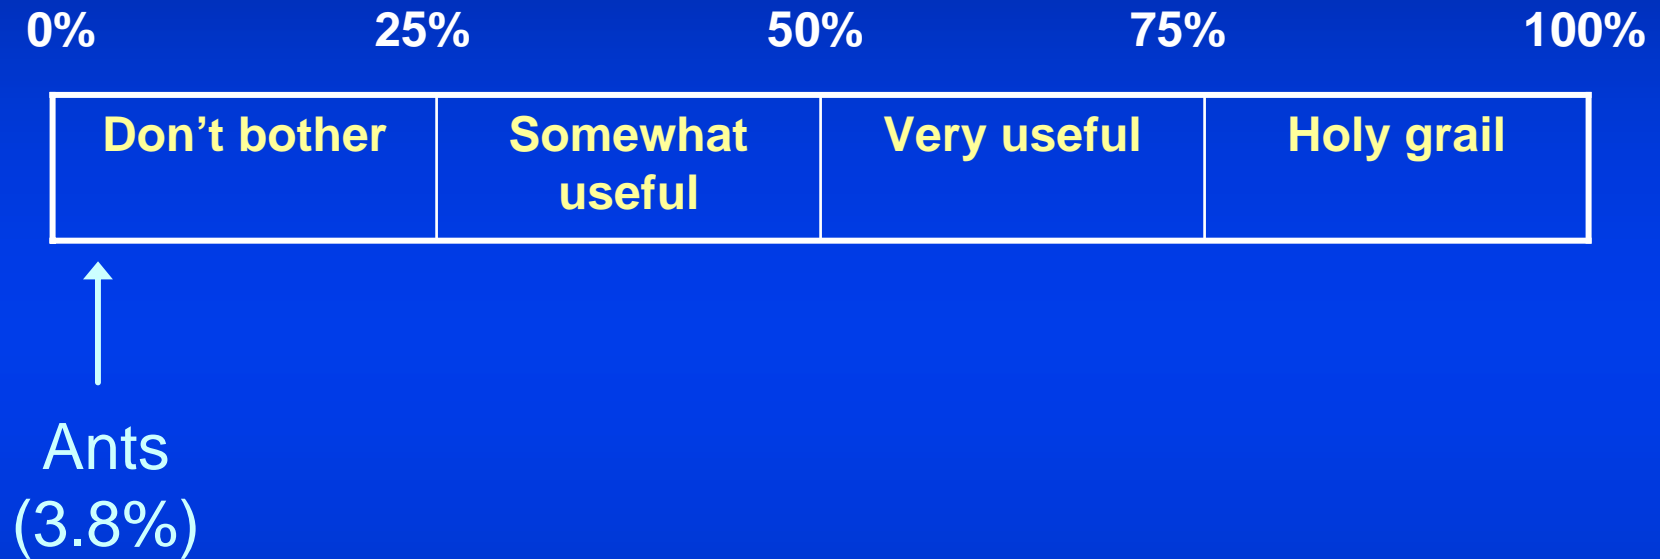 0% 25% 50% 75% 100%
Don’t bother Somewhat Very useful Holy grail
useful
Ants
(3.8%)